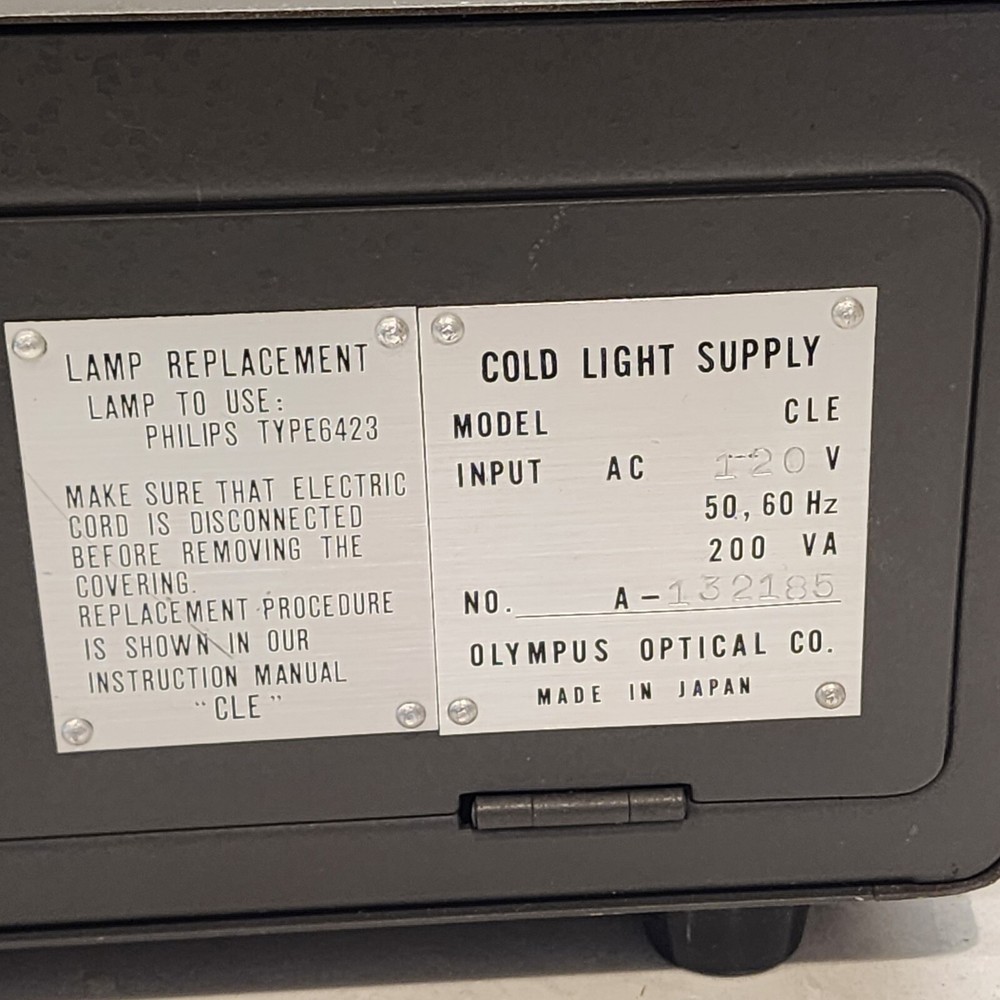 LAMP REPLACEMENT
LAMP TO USE:
PHILIPS TYPE6423
MAKE SURE THAT ELECTRIC
CORD IS DISCONNECTED
BEFORE REMOVING THE
COVERING.
REPLACEMENT PROCEDURE
IS SHOWN IN OUR
INSTRUCTION MANUAL
"CLE"
COLD LIGHT SUPPLY
MODEL CLE
INPUT AC 120 V
50, 60 Hz
200 VA
NO. A-132185
OLYMPUS OPTICAL CO.
MADE IN JAPAN